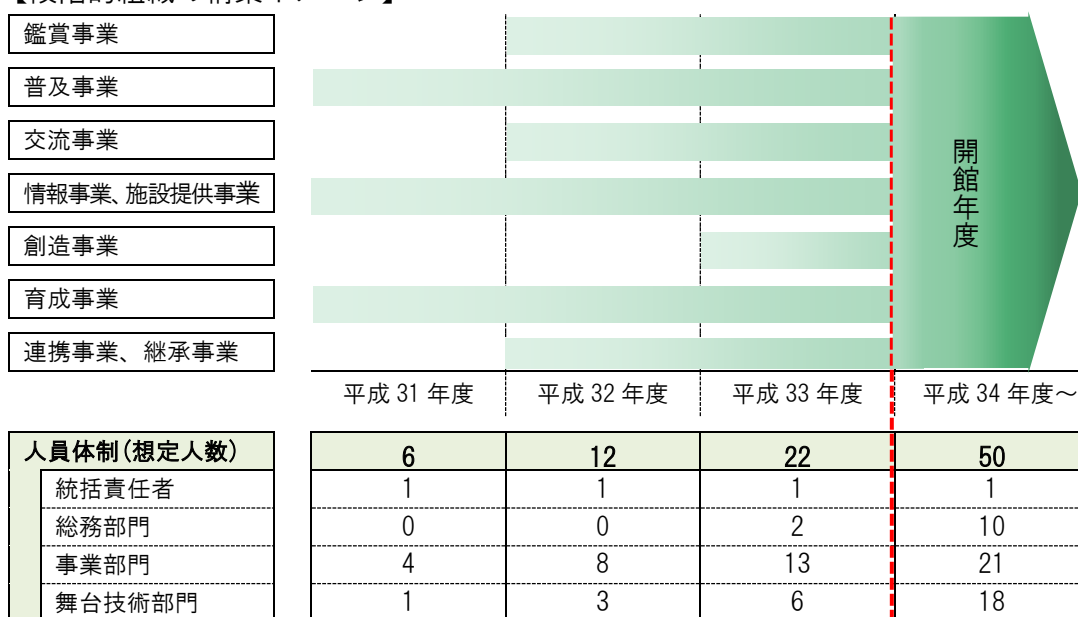 鑑賞事業
普及事業
交流事業
情報事業、施設提供事業
創造事業
育成事業
連携事業、継承事業
開館年度
平成 31 年度 平成 32 年度 平成 33 年度 平成 34 年度～
人員体制(想定人数) 6 12 22 50
統括責任者 1 1 1 1
総務部門 0 0 2 10
事業部門 4 8 13 21
舞台技術部門 1 3 6 18